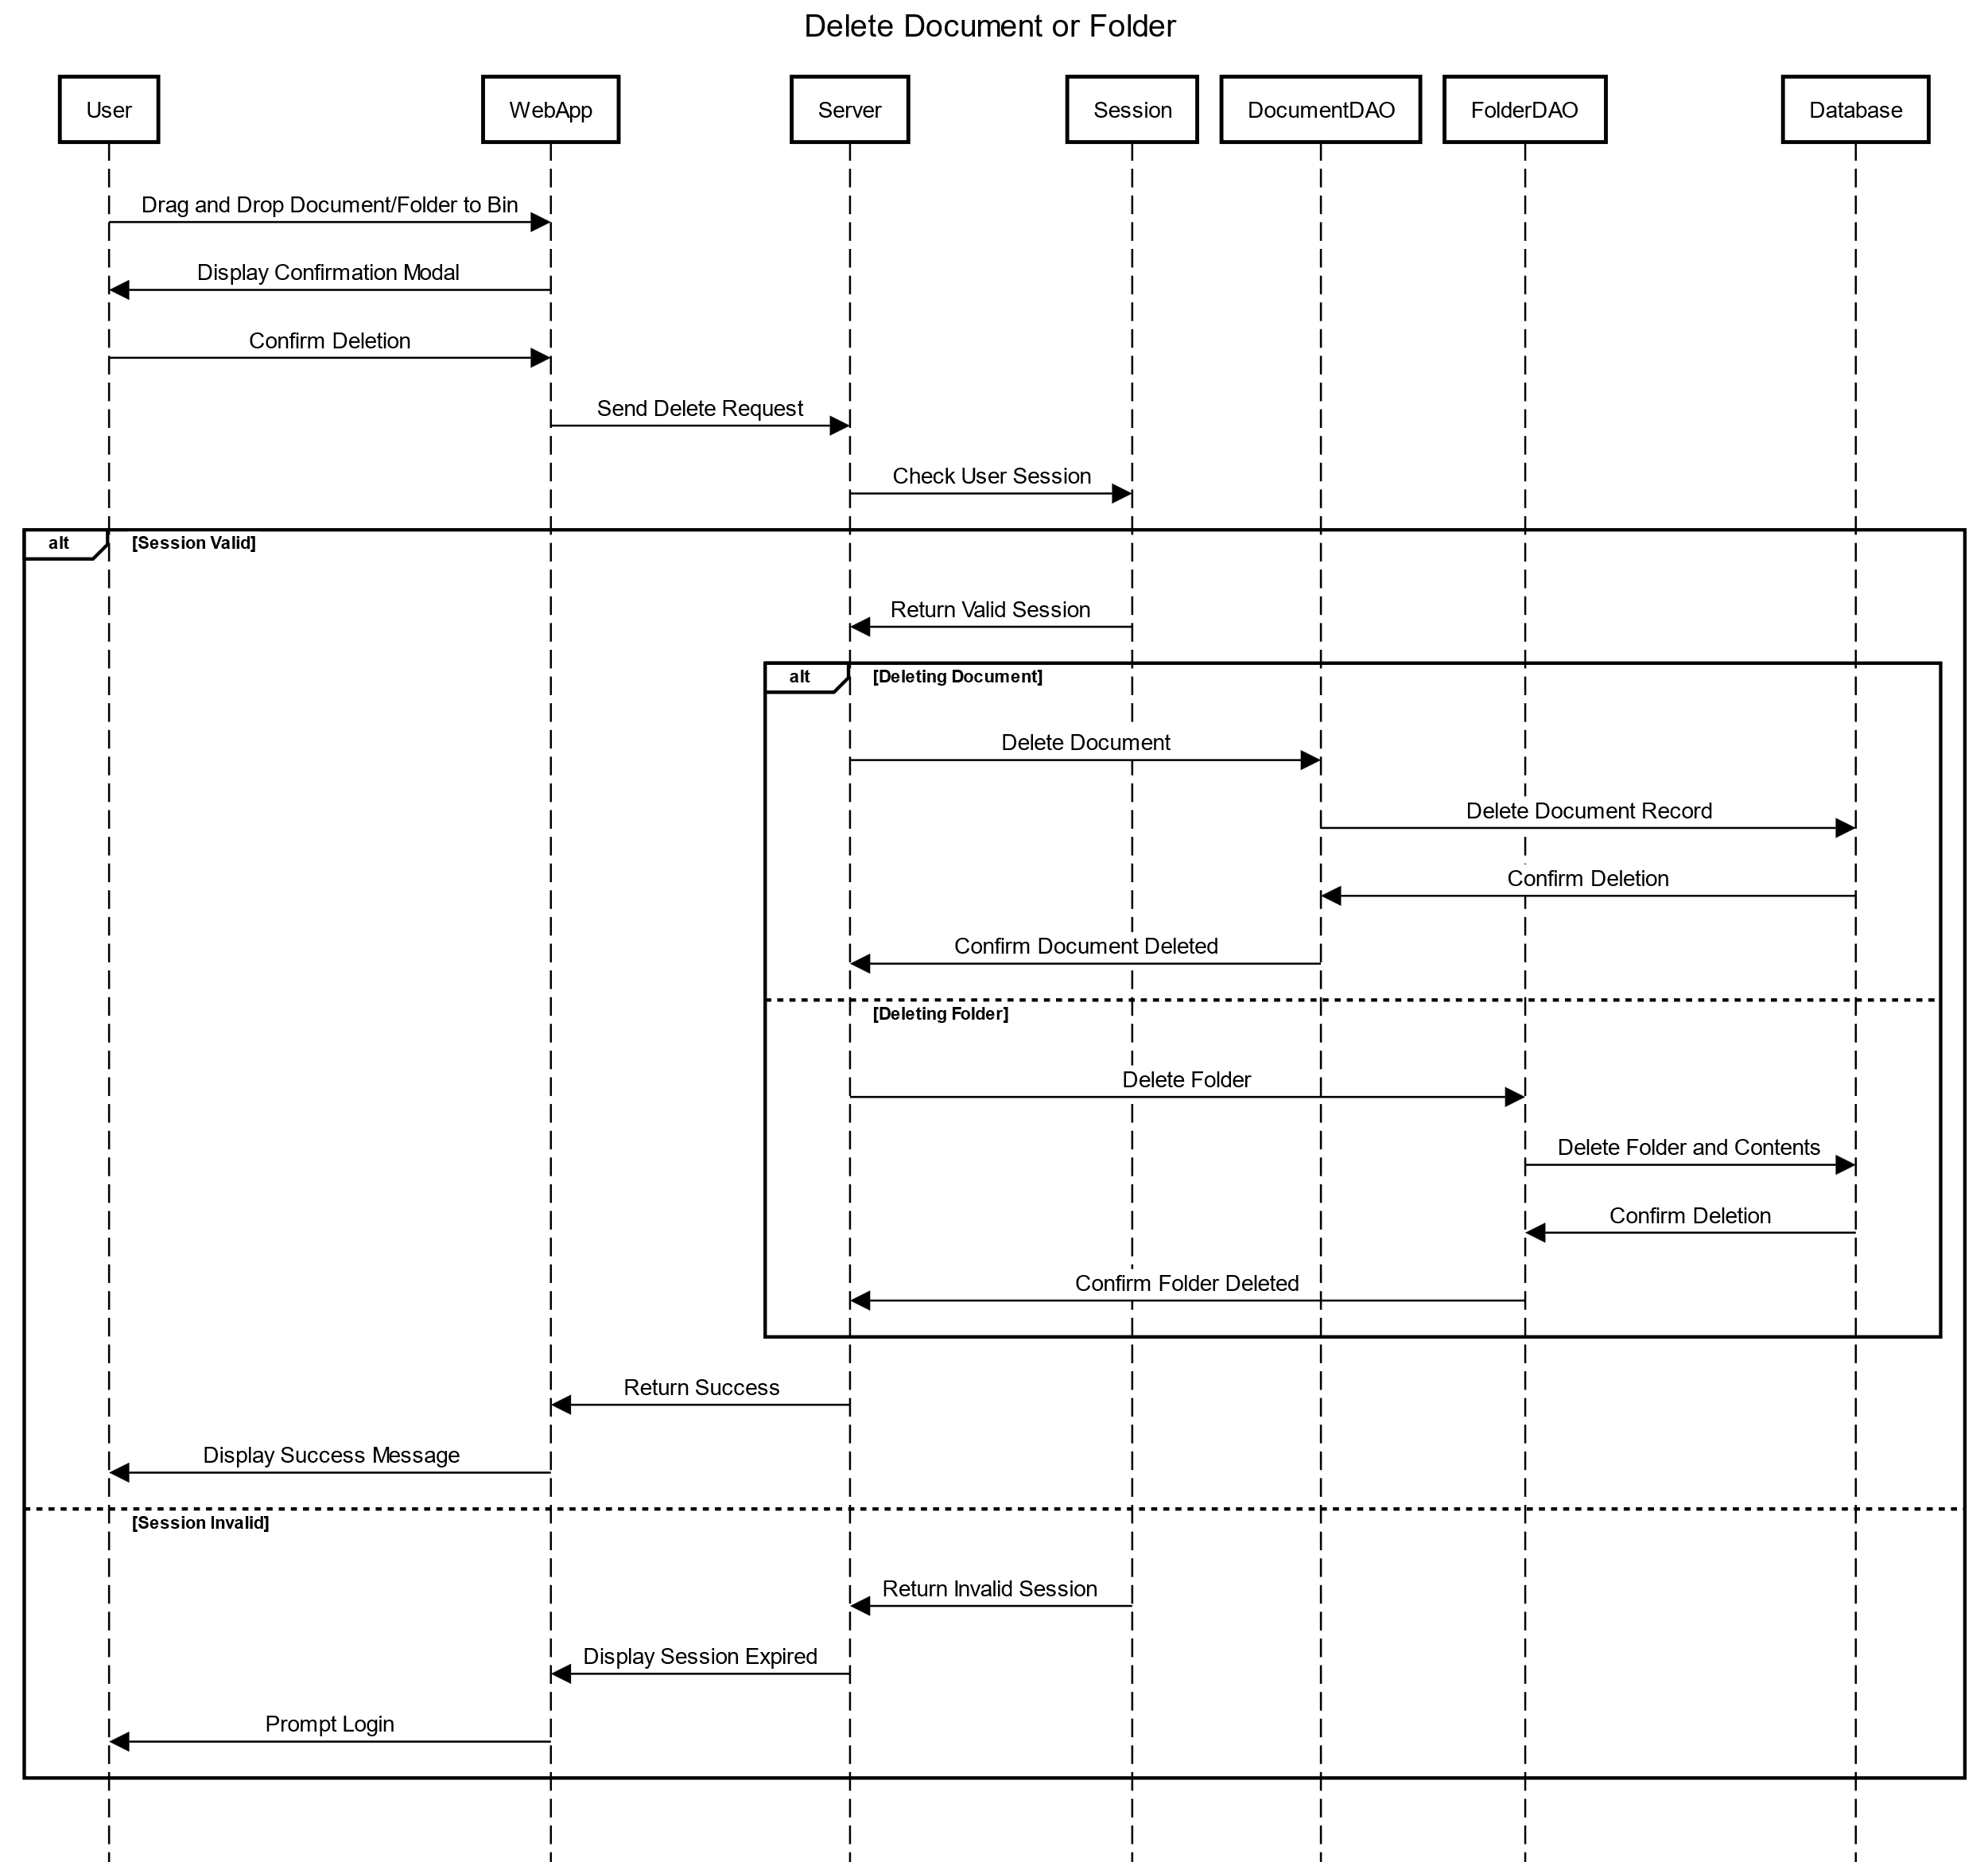 Delete Document or Folder
User
WebApp
Server
Session
DocumentDAO
FolderDAO
Database
Drag and Drop Document/Folder to Bin
Display Confirmation Modal
Confirm Deletion
Send Delete Request
Check User Session
alt
[Session Valid]
Return Valid Session
alt
[Deleting Document]
Delete Document
Delete Document Record
Confirm Deletion
Confirm Document Deleted
[Deleting Folder]
Delete Folder
Delete Folder and Contents
Confirm Deletion
Confirm Folder Deleted
Return Success
Display Success Message
[Session Invalid]
Return Invalid Session
Display Session Expired
Prompt Login